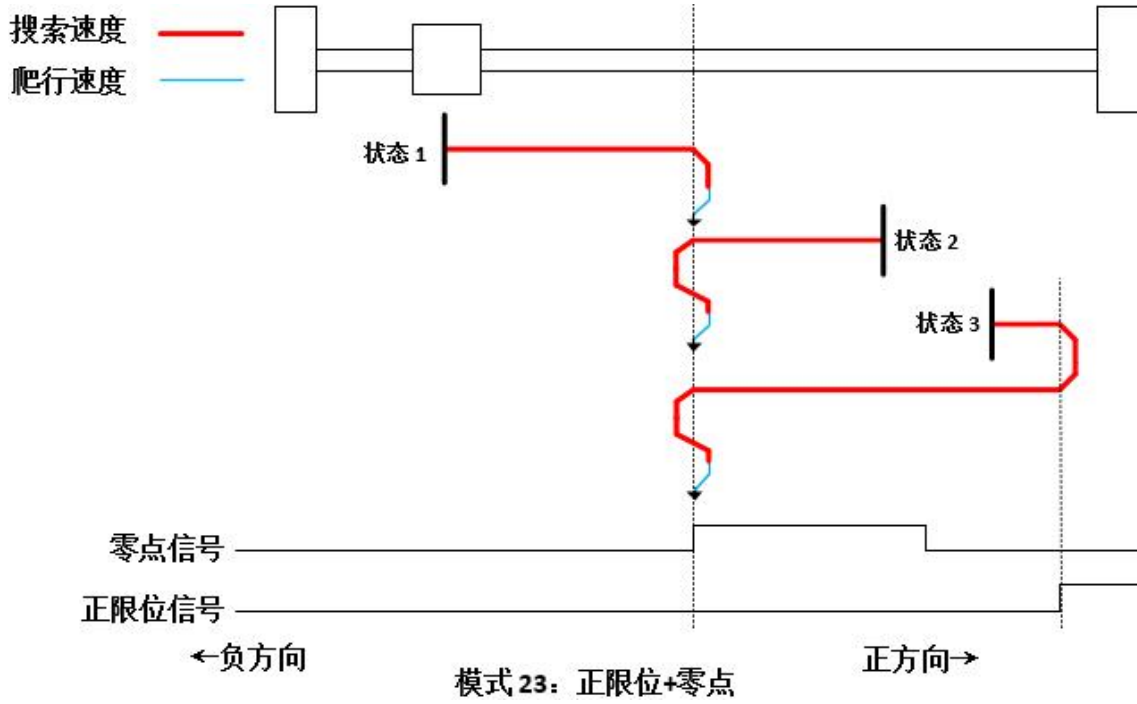 搜索速度
爬行速度
状态 1
状态 2
状态 3
零点信号
正限位信号
←负方向
正方向→
模式 23：正限位+零点